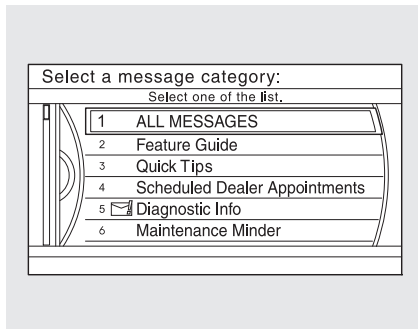 Select a message category:
Select one of the list.
1 ALL MESSAGES
2 Feature Guide
3 Quick Tips
4 Scheduled Dealer Appointments
5 Diagnostic Info
6 Maintenance Minder